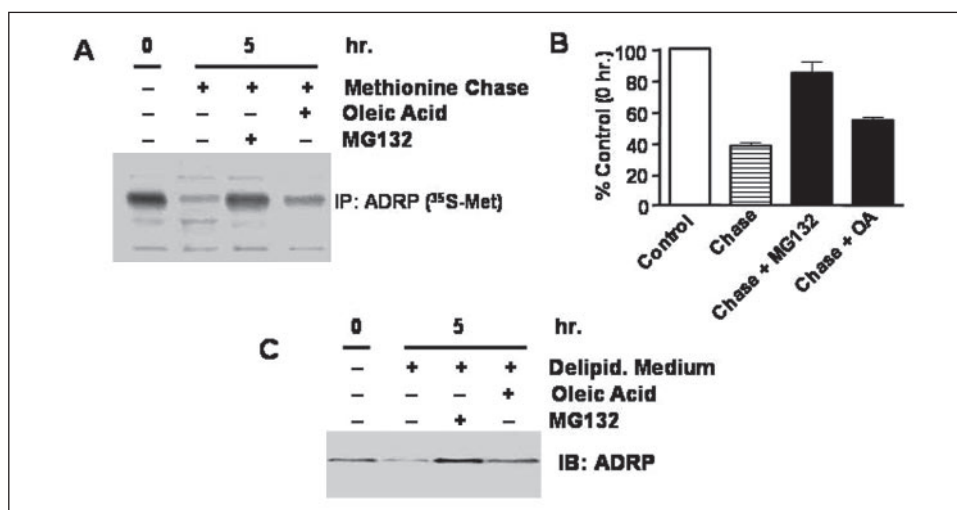 A
0 5 hr.
– + + + Methionine Chase
– – – + Oleic Acid
– – + – MG132
IP: ADRP (³⁵S-Met)
B
% Control (0 hr.)
100
80
60
40
20
0
Control
Chase
Chase + MG132
Chase + OA
C
0 5 hr.
– + + + Delipid. Medium
– – – + Oleic Acid
– – + – MG132
IB: ADRP